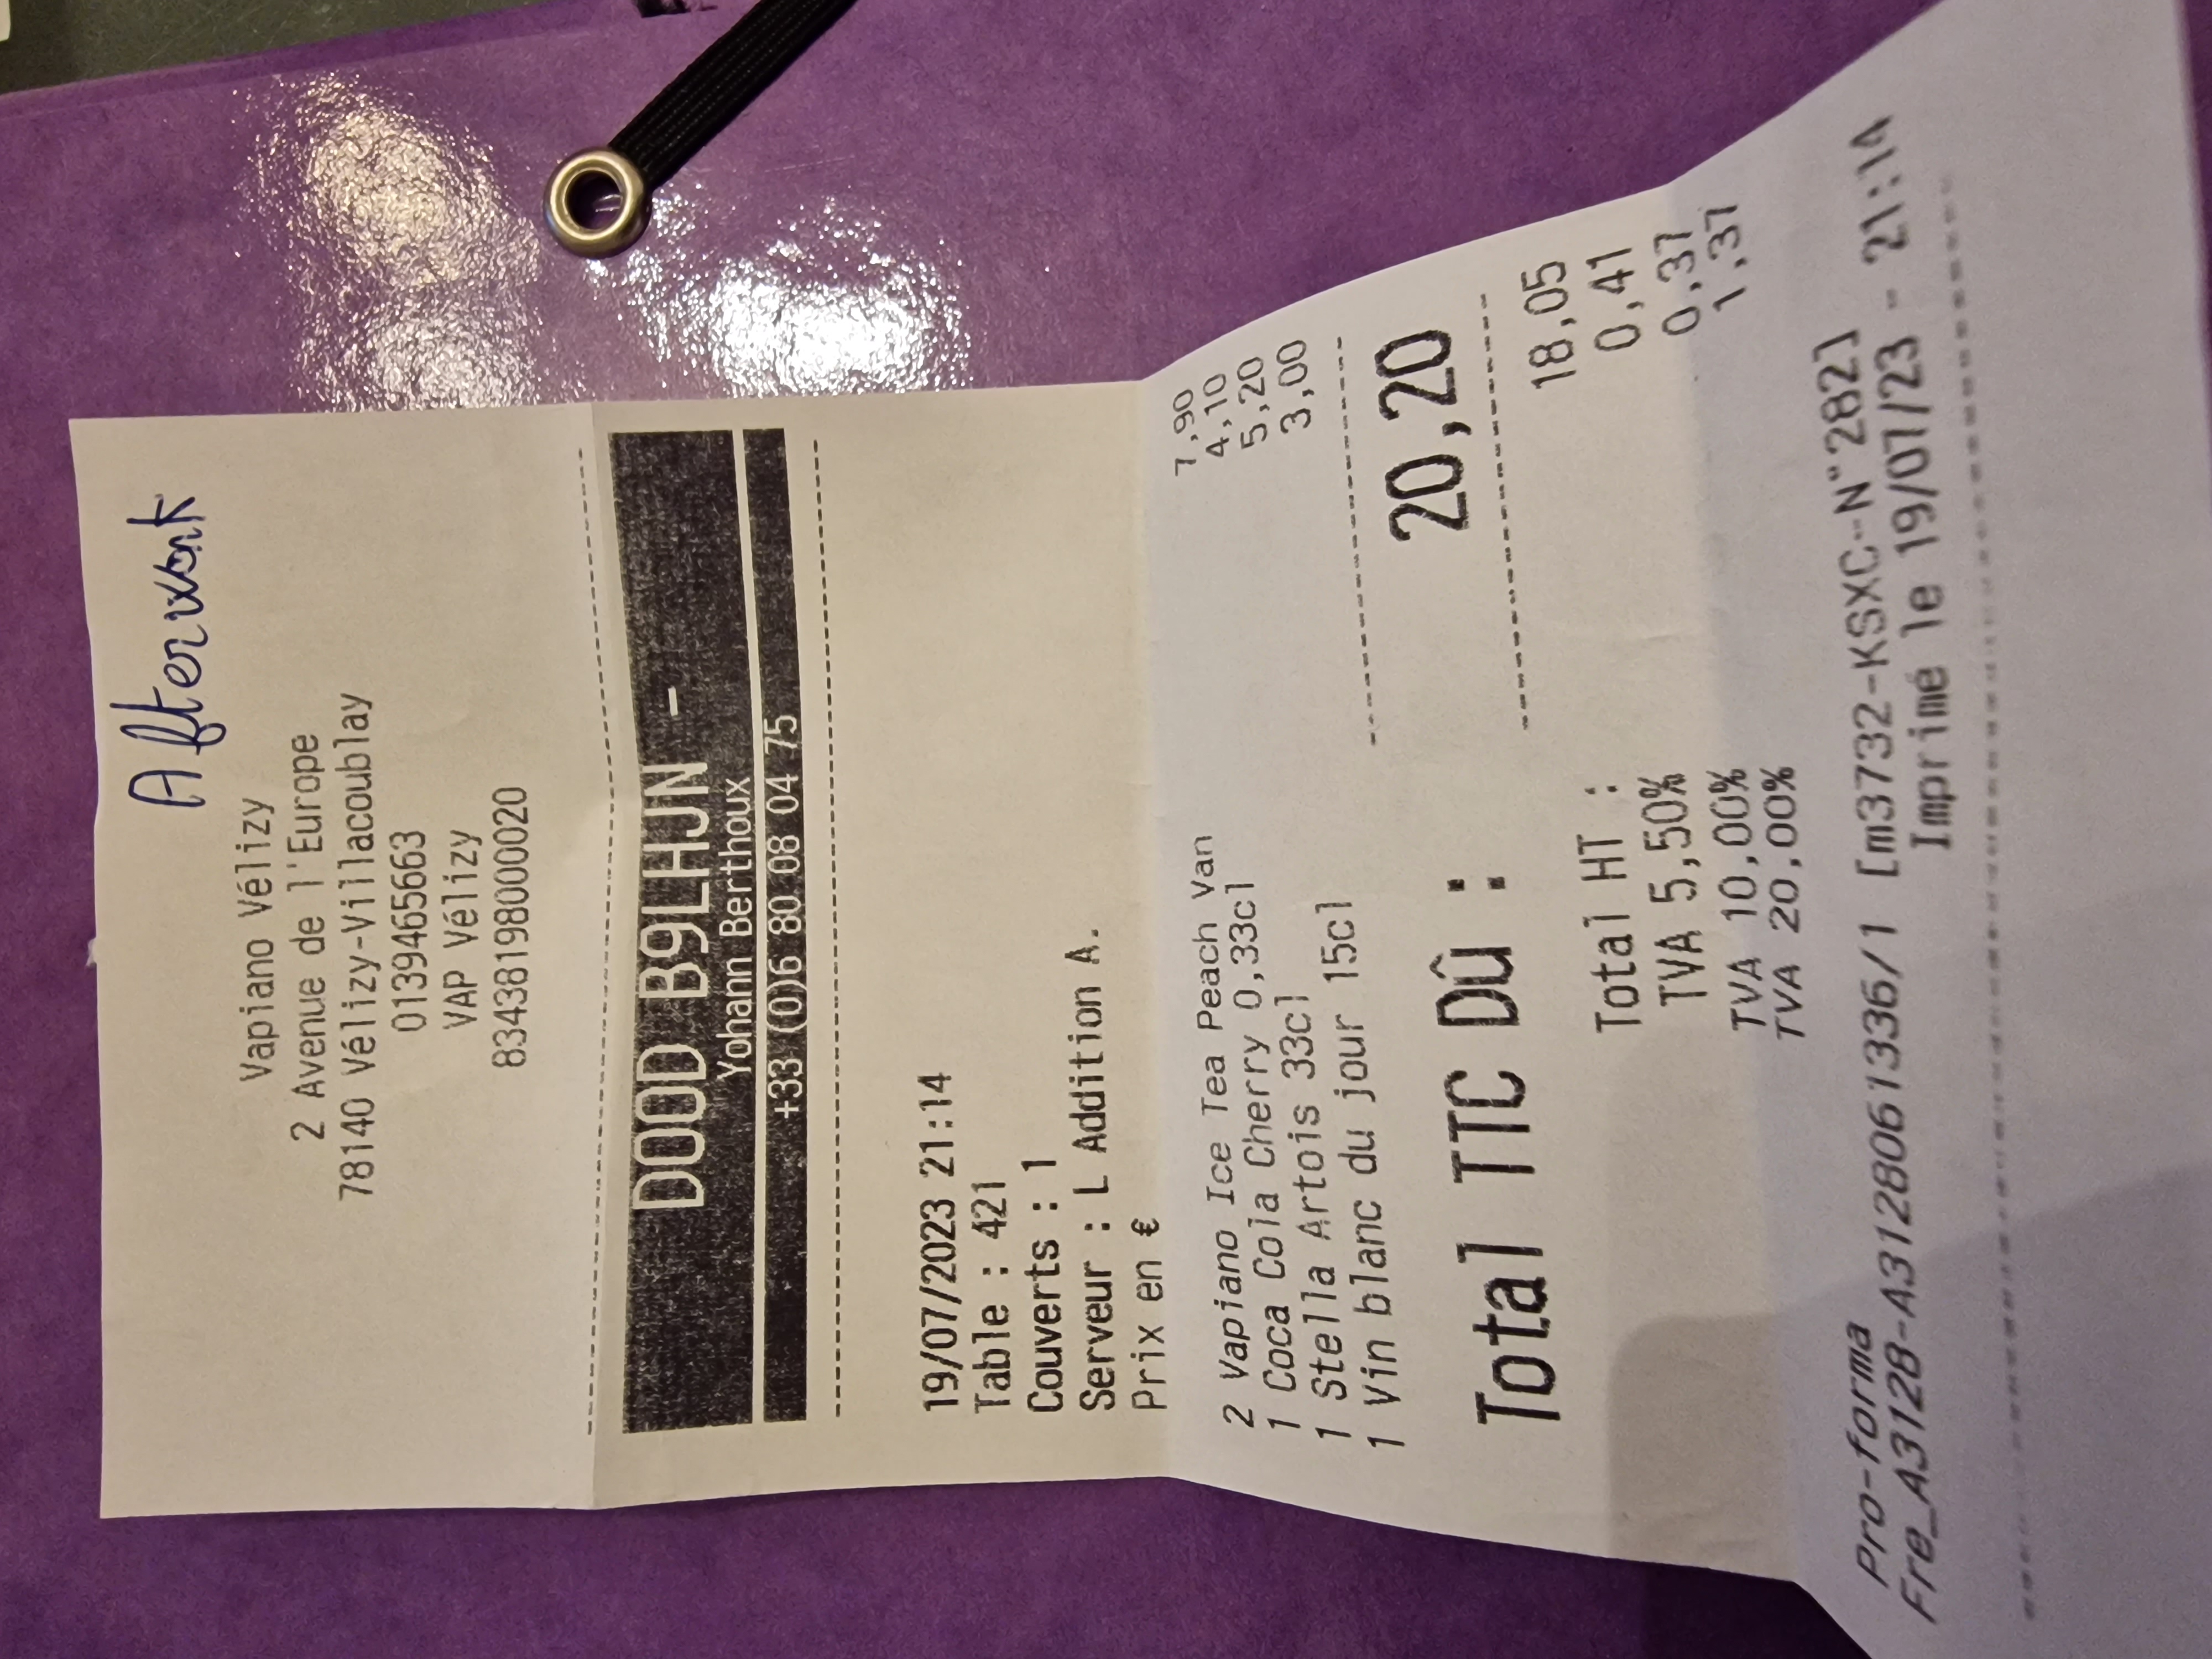 Afterwork
Vapiano Vélizy
2 Avenue de l'Europe
78140 Vélizy-Villacoublay
0139465663
VAP Vélizy
83438198000020
DOOD B9LHJN -
Yohann Berthoux
+33 (0)6 80 08 04 75
19/07/2023 21:14
Table : 421
Couverts : 1
Serveur : L Addition A.
Prix en €
2 Vapiano Ice Tea Peach Van 7,90
1 Coca Cola Cherry 0,33cl 4,10
1 Stella Artois 33cl 5,20
1 Vin blanc du jour 15cl 3,00
Total TTC Dû : 20,20
Total HT : 18,05
TVA 5,50% 0,41
TVA 10,00% 0,37
TVA 20,00% 1,37
Pro-forma
Fre_A3128-A3128061336/1 [m3732-KSXC--N°282]
Imprimé le 19/07/23 - 21:14